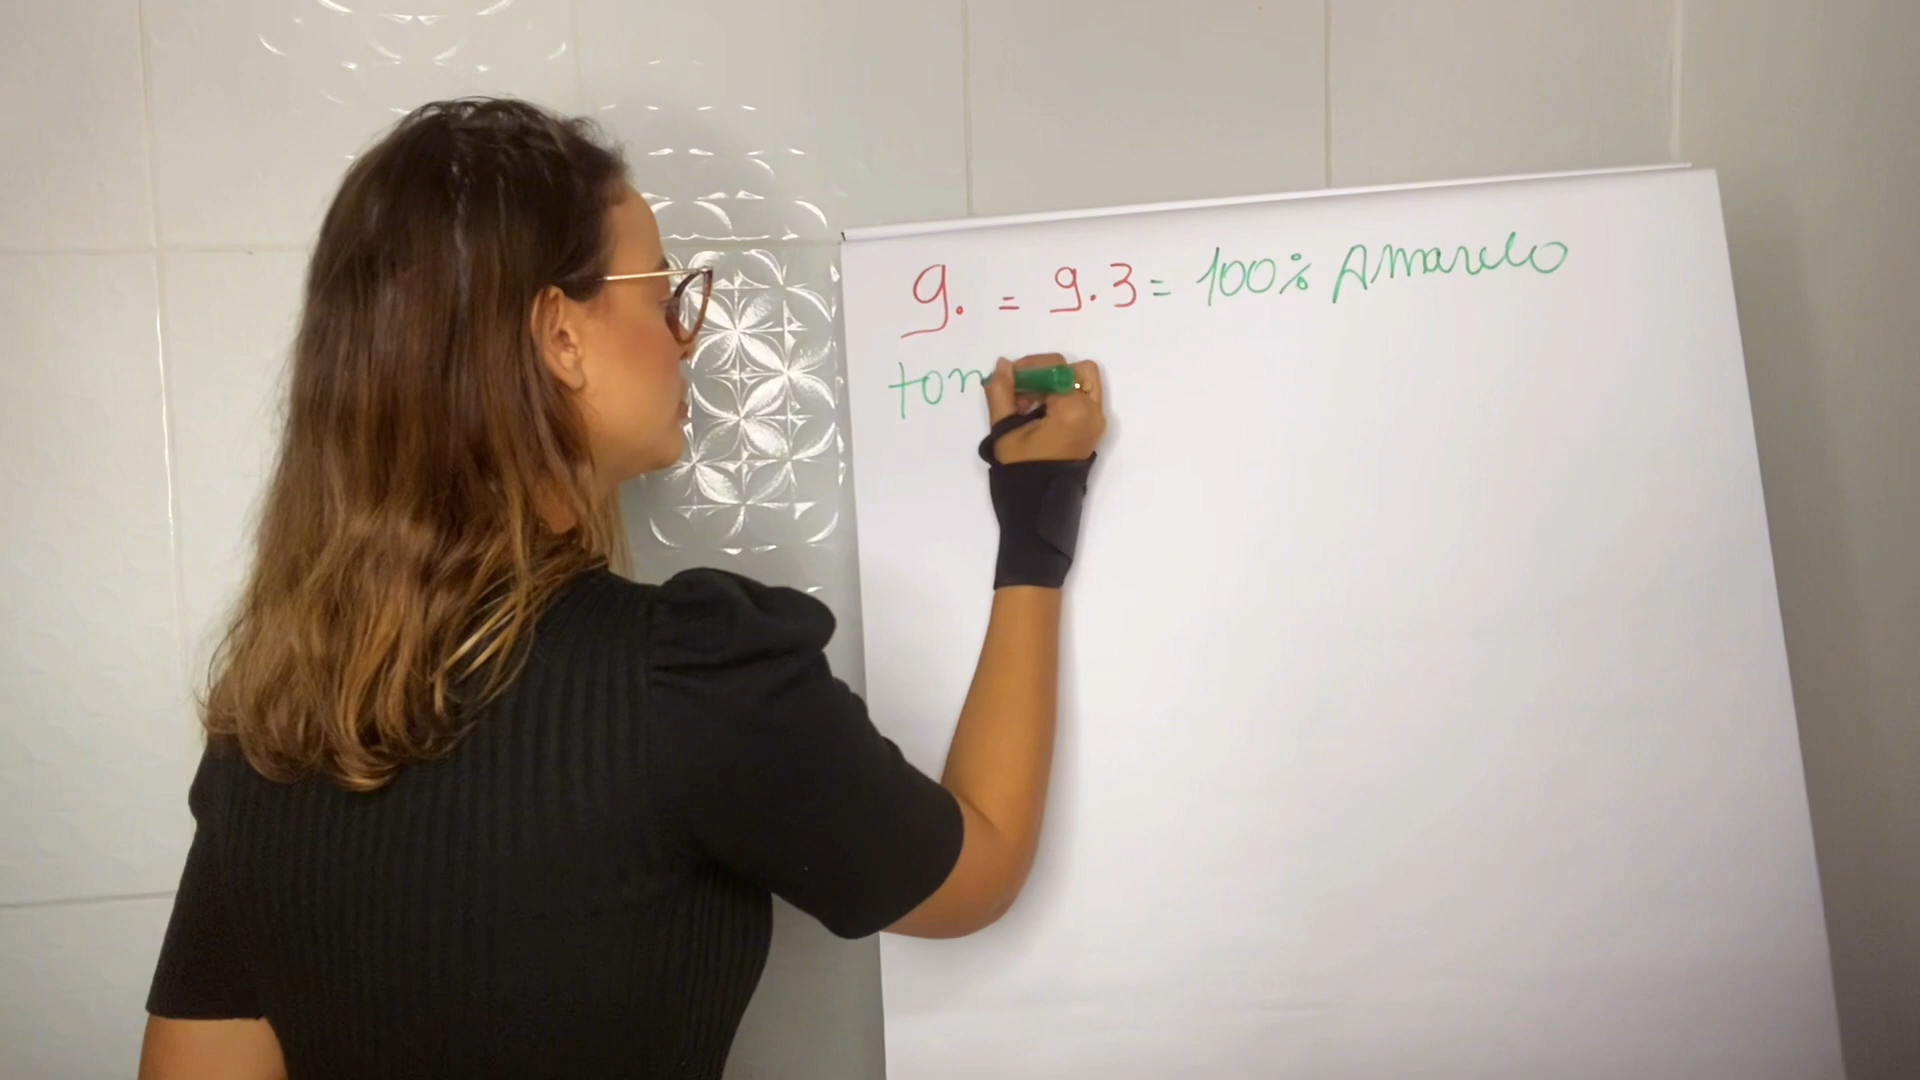 9. = 9.3 = 100% Amarelo
ton